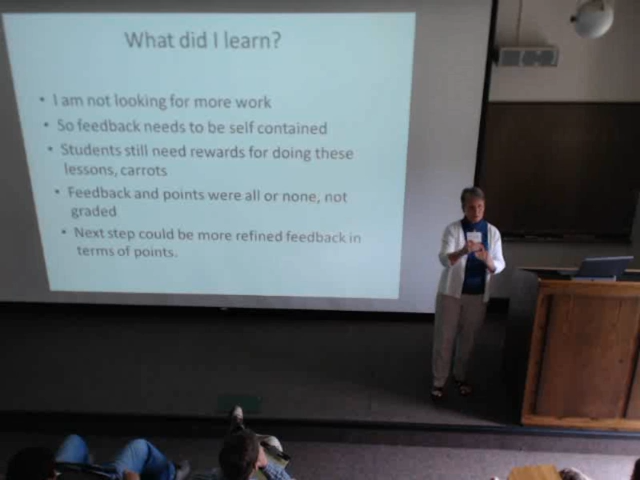 What did I learn?
• I am not looking for more work
• So feedback needs to be self contained
• Students still need rewards for doing these
lessons, carrots
• Feedback and points were all or none, not
graded
• Next step could be more refined feedback in
terms of points.